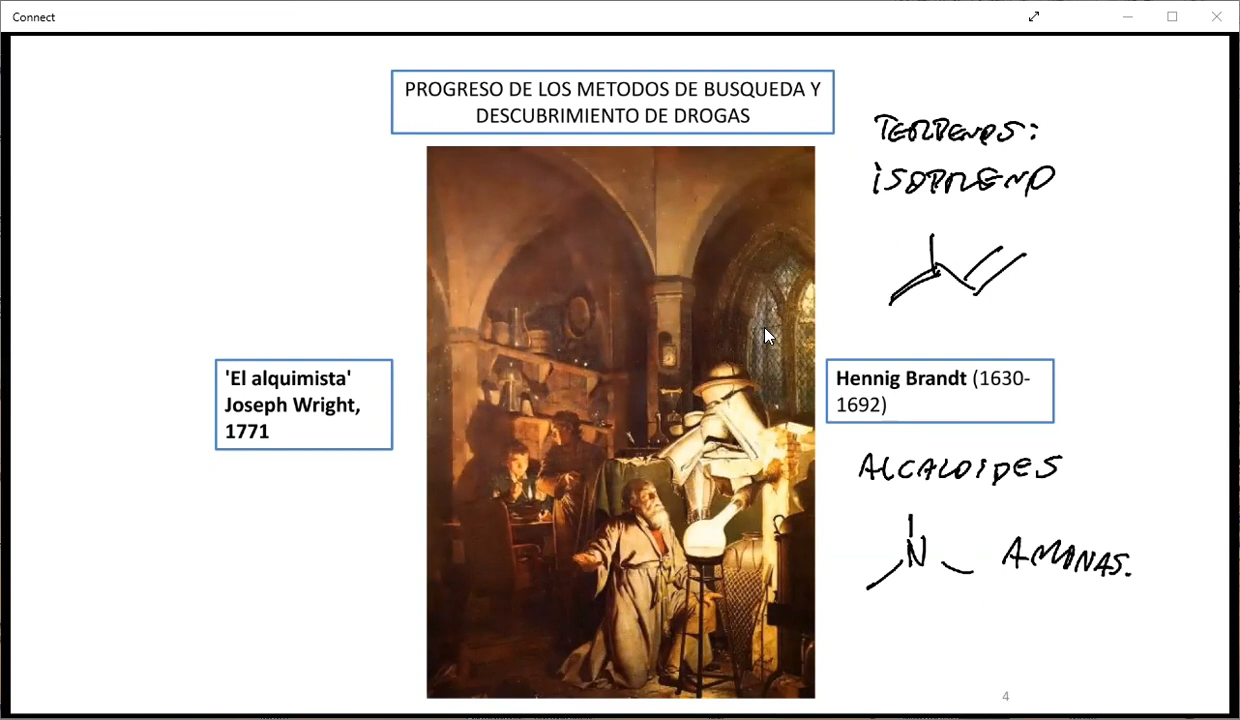 Connect
PROGRESO DE LOS METODOS DE BUSQUEDA Y
DESCUBRIMIENTO DE DROGAS
TERPENOS:
ISOPRENO
'El alquimista'
Joseph Wright,
1771
Hennig Brandt (1630-
1692)
ALCALOIDES
N
AMINAS.
4